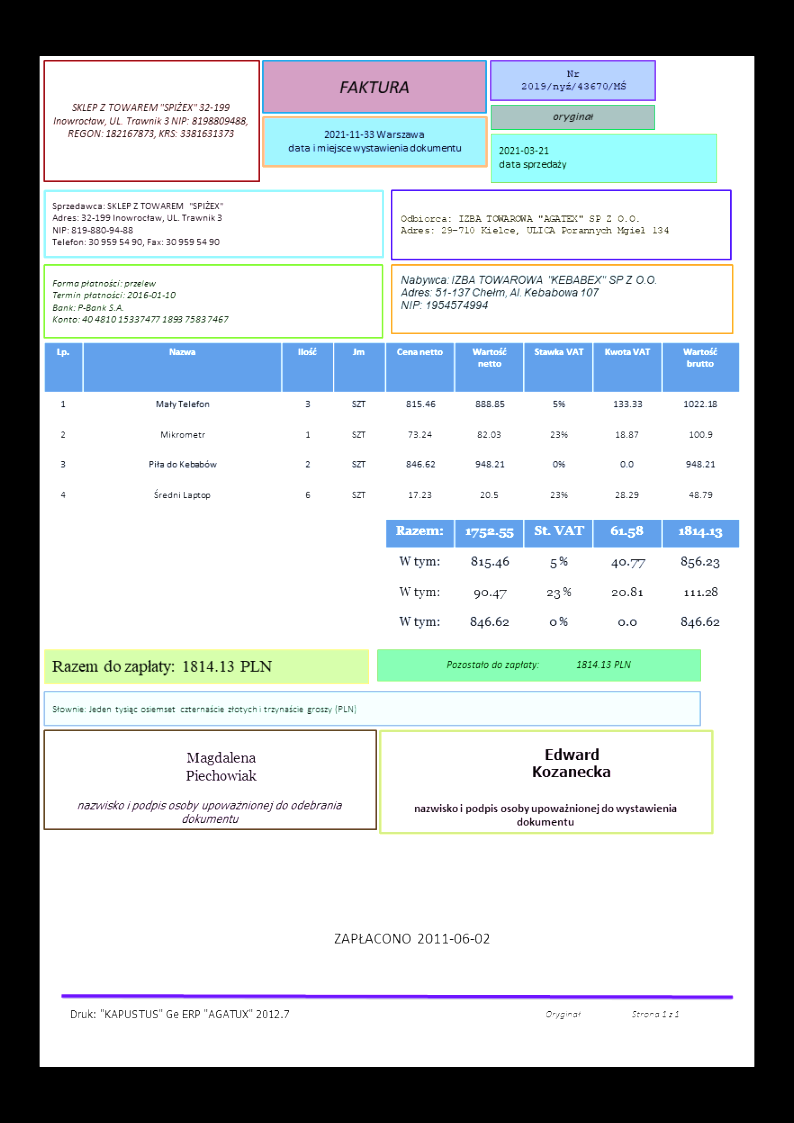 SKLEP Z TOWAREM "SPIŻEX" 32-199
Inowrocław, UL. Trawnik 3 NIP: 8198809488,
REGON: 182167873, KRS: 3381631373
FAKTURA
2021-11-33 Warszawa
data i miejsce wystawienia dokumentu
Nr
2019/nyź/43670/MŚ
oryginał
2021-03-21
data sprzedaży
Sprzedawca: SKLEP Z TOWAREM "SPIŻEX"
Adres: 32-199 Inowrocław, UL. Trawnik 3
NIP: 819-880-94-88
Telefon: 30 959 54 90, Fax: 30 959 54 90
Odbiorca: IZBA TOWAROWA "AGATEX" SP Z O.O.
Adres: 29-710 Kielce, ULICA Porannych Mgieł 134
Forma płatności: przelew
Termin płatności: 2016-01-10
Bank: P-Bank S.A.
Konto: 40 4810 15337477 1893 75837467
Nabywca: IZBA TOWAROWA "KEBABEX" SP Z O.O.
Adres: 51-137 Chełm, Al. Kebabowa 107
NIP: 1954574994
Lp. Nazwa Ilość Jm Cena netto Wartość netto Stawka VAT Kwota VAT Wartość brutto
1 Mały Telefon 3 SZT 815.46 888.85 5% 133.33 1022.18
2 Mikrometr 1 SZT 73.24 82.03 23% 18.87 100.9
3 Piła do Kebabów 2 SZT 846.62 948.21 0% 0.0 948.21
4 Średni Laptop 6 SZT 17.23 20.5 23% 28.29 48.79
Razem: 1752.55 St. VAT 61.58 1814.13
W tym: 815.46 5% 40.77 856.23
W tym: 90.47 23% 20.81 111.28
W tym: 846.62 0% 0.0 846.62
Razem do zapłaty: 1814.13 PLN
Pozostało do zapłaty: 1814.13 PLN
Słownie: Jeden tysiąc osiemset czternaście złotych i trzynaście groszy (PLN)
Magdalena
Piechowiak
nazwisko i podpis osoby upoważnionej do odebrania
dokumentu
Edward
Kozanecka
nazwisko i podpis osoby upoważnionej do wystawienia
dokumentu
ZAPŁACONO 2011-06-02
Druk: "KAPUSTUS" Ge ERP "AGATUX" 2012.7
Oryginał Strona 1 z 1